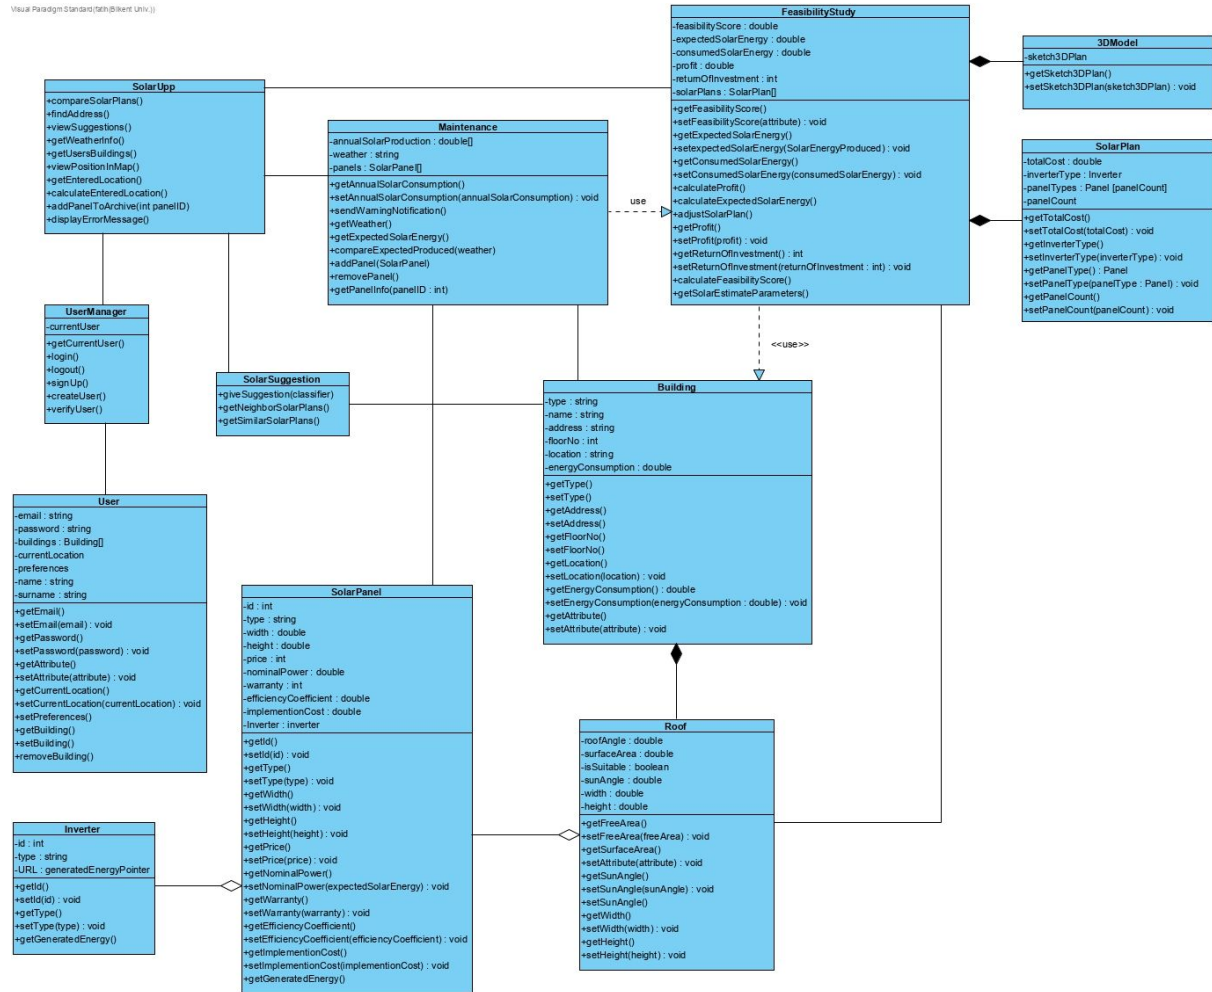 Visual Paradigm Standard(fatih(Bilkent Univ.))
FeasibilityStudy
-feasibilityScore : double
-expectedSolarEnergy : double
-consumedSolarEnergy : double
-profit : double
-returnOfInvestment : int
-solarPlans : SolarPlan[]
+getFeasibilityScore()
+setFeasibilityScore(attribute) : void
+getExpectedSolarEnergy()
+setexpectedSolarEnergy(SolarEnergyProduced) : void
+getConsumedSolarEnergy()
+setConsumedSolarEnergy(consumedSolarEnergy) : void
+calculateProfit()
+calculateExpectedSolarEnergy()
+adjustSolarPlan()
+getProfit()
+setProfit(profit) : void
+getReturnOfInvestment() : int
+setReturnOfInvestment(returnOfInvestment : int) : void
+calculateFeasibilityScore()
+getSolarEstimateParameters()
3DModel
-sketch3DPlan
+getSketch3DPlan()
+setSketch3DPlan(sketch3DPlan) : void
SolarUpp
+compareSolarPlans()
+findAddress()
+viewSuggestions()
+getWeatherInfo()
+getUsersBuildings()
+viewPositionInMap()
+getEnteredLocation()
+calculateEnteredLocation()
+addPanelToArchive(int panelID)
+displayErrorMessage()
Maintenance
-annualSolarProduction : double[]
-weather : string
-panels : SolarPanel[]
+getAnnualSolarConsumption()
+setAnnualSolarConsumption(annualSolarConsumption) : void
+sendWarningNotification()
+getWeather()
+getExpectedSolarEnergy()
+compareExpectedProduced(weather)
+addPanel(SolarPanel)
+removePanel()
+getPanelInfo(panelID : int)
use
SolarPlan
-totalCost : double
-inverterType : Inverter
-panelTypes : Panel [panelCount]
-panelCount
+getTotalCost()
+setTotalCost(totalCost) : void
+getInverterType()
+setInverterType(inverterType) : void
+getPanelType() : Panel
+setPanelType(panelType : Panel) : void
+getPanelCount()
+setPanelCount(panelCount) : void
UserManager
-currentUser
+getCurrentUser()
+login()
+logout()
+signUp()
+createUser()
+verifyUser()
<<use>>
SolarSuggestion
+giveSuggestion(classifier)
+getNeighborSolarPlans()
+getSimilarSolarPlans()
Building
-type : string
-name : string
-address : string
-floorNo : int
-location : string
-energyConsumption : double
+getType()
+setType()
+getAddress()
+setAddress()
+getFloorNo()
+setFloorNo()
+getLocation()
+setLocation(location) : void
+getEnergyConsumption() : double
+setEnergyConsumption(energyConsumption : double) : void
+getAttribute()
+setAttribute(attribute) : void
User
-email : string
-password : string
-buildings : Building[]
-currentLocation
-preferences
-name : string
-surname : string
+getEmail()
+setEmail(email) : void
+getPassword()
+setPassword(password) : void
+getAttribute()
+setAttribute(attribute) : void
+getCurrentLocation()
+setCurrentLocation(currentLocation) : void
+setPreferences()
+getBuilding()
+setBuilding()
+removeBuilding()
SolarPanel
-id : int
-type : string
-width : double
-height : double
-price : int
-nominalPower : double
-warranty : int
-efficiencyCoefficient : double
-implementionCost : double
-Inverter : inverter
+getId()
+setId(id) : void
+getType()
+setType(type) : void
+getWidth()
+setWidth(width) : void
+getHeight()
+setHeight(height) : void
+getPrice()
+setPrice(price) : void
+getNominalPower()
+setNominalPower(expectedSolarEnergy) : void
+getWarranty()
+setWarranty(warranty) : void
+getEfficiencyCoefficient()
+setEfficiencyCoefficient(efficiencyCoefficient) : void
+getImplementionCost()
+setImplementionCost(implementionCost) : void
+getGeneratedEnergy()
Roof
-roofAngle : double
-surfaceArea : double
-isSuitable : boolean
-sunAngle : double
-width : double
-height : double
+getFreeArea()
+setFreeArea(freeArea) : void
+getSurfaceArea()
+setAttribute(attribute) : void
+getSunAngle()
+setSunAngle(sunAngle) : void
+setSunAngle()
+getWidth()
+setWidth(width) : void
+getHeight()
+setHeight(height) : void
Inverter
-id : int
-type : string
-URL : generatedEnergyPointer
+getId()
+setId(id) : void
+getType()
+setType(type) : void
+getGeneratedEnergy()